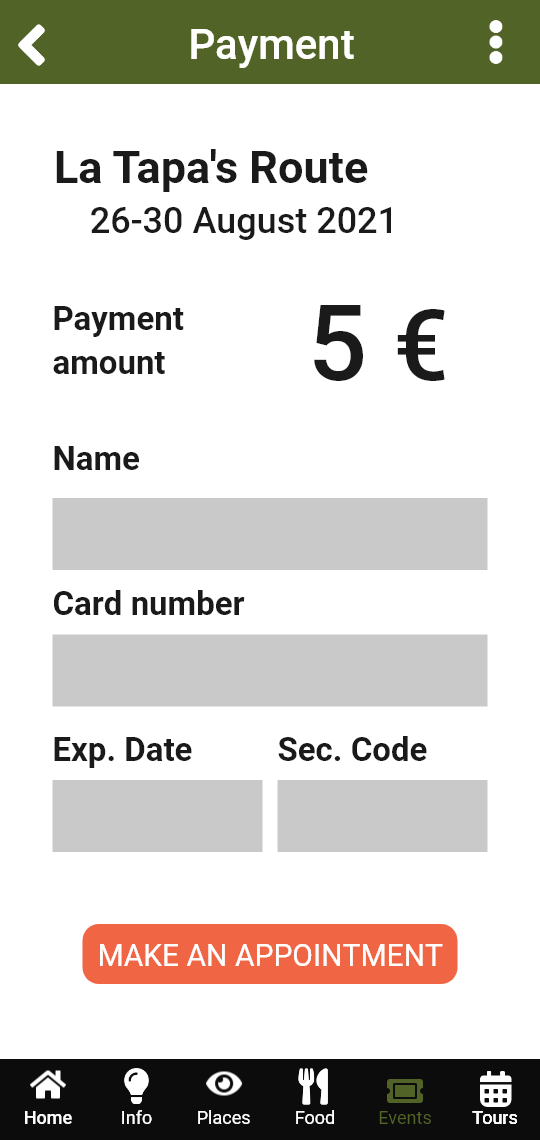 Payment
La Tapa's Route
26-30 August 2021
Payment
amount
5 €
Name
Card number
Exp. Date Sec. Code
MAKE AN APPOINTMENT
Home Info Places Food Events Tours